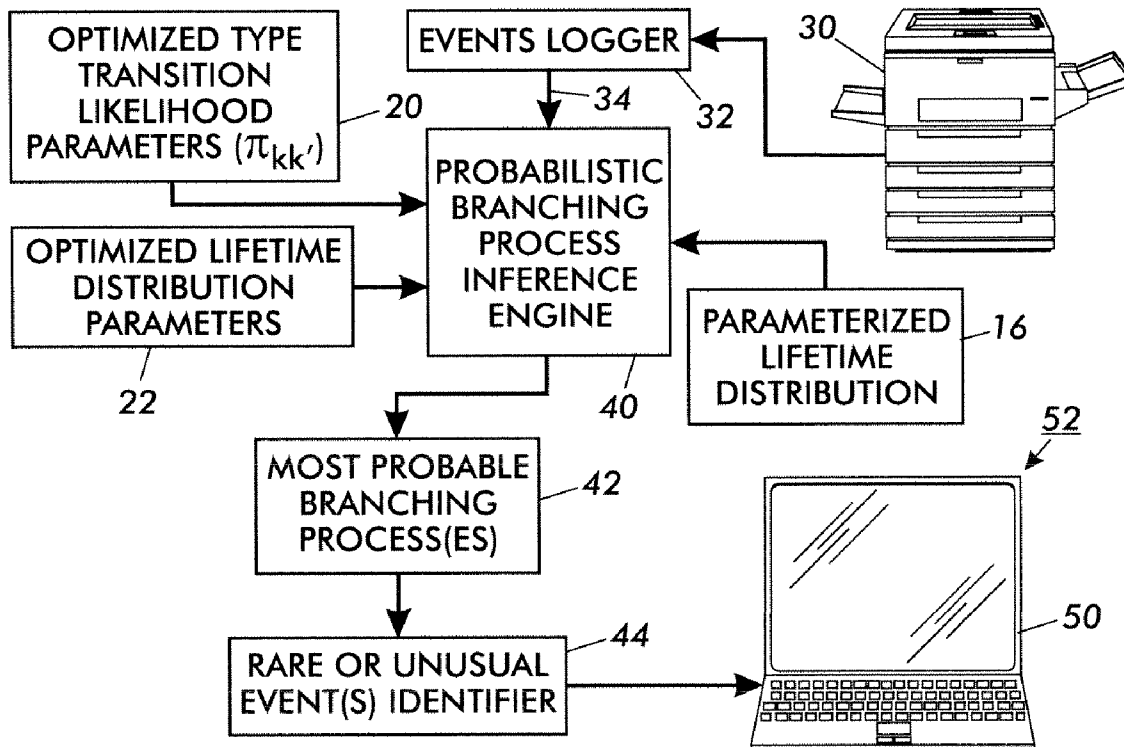 OPTIMIZED TYPE
TRANSITION
LIKELIHOOD
PARAMETERS (πkk′)
20
EVENTS LOGGER
32
34
30
PROBABILISTIC
BRANCHING
PROCESS
INFERENCE
ENGINE
40
OPTIMIZED LIFETIME
DISTRIBUTION
PARAMETERS
22
PARAMETERIZED
LIFETIME
DISTRIBUTION
16
MOST PROBABLE
BRANCHING
PROCESS(ES)
42
52
RARE OR UNUSUAL
EVENT(S) IDENTIFIER
44
50